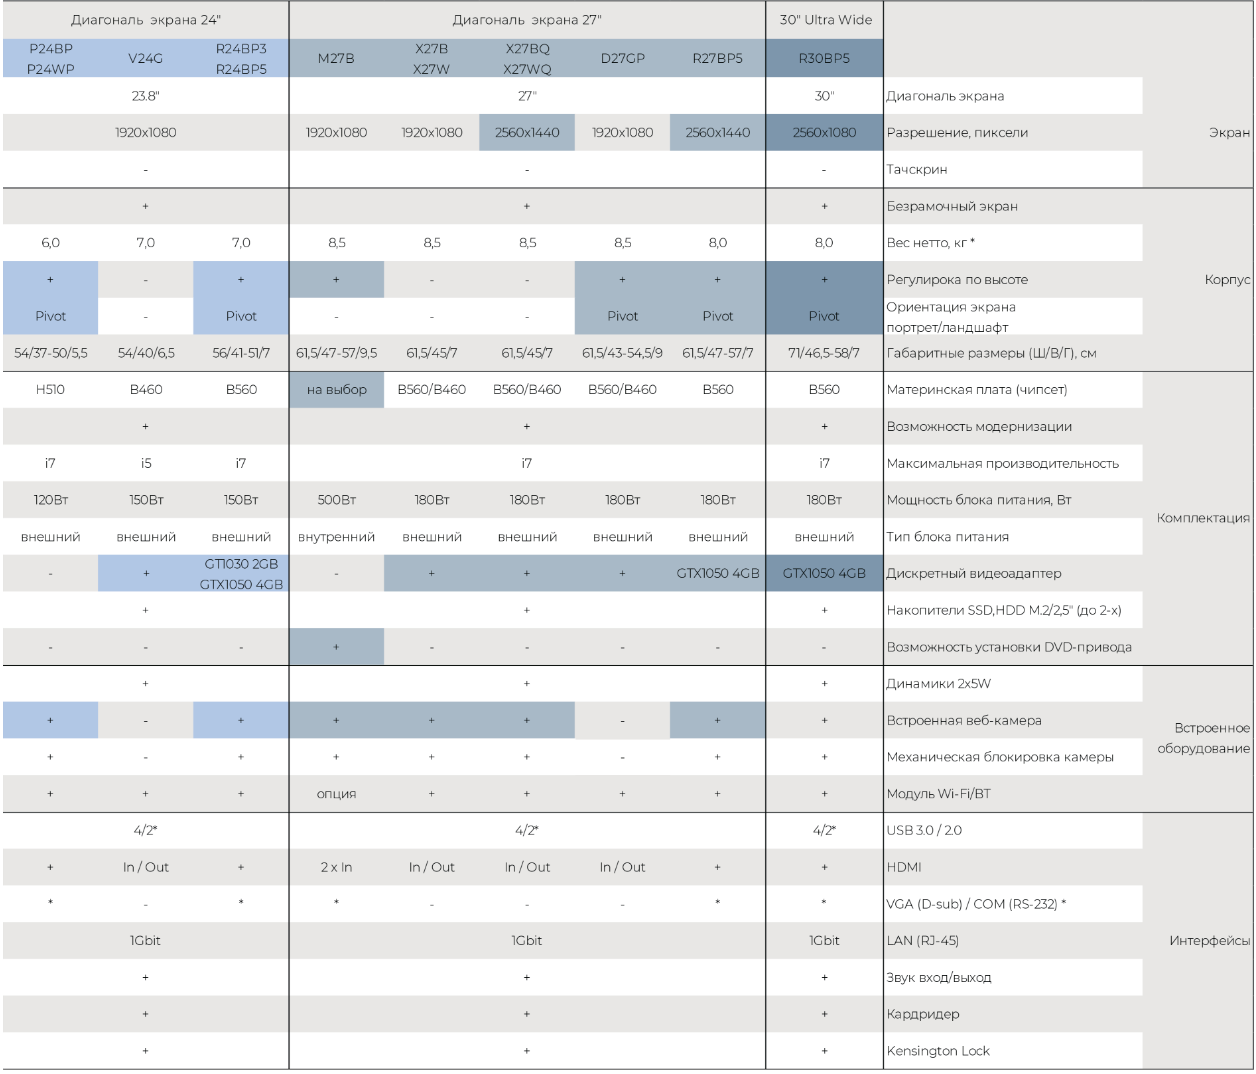 Диагональ экрана 24" Диагональ экрана 27" 30" Ultra Wide
P24BP R24BP3 X27B X27BQ
V24G M27B D27GP R27BP5 R30BP5
P24WP R24BP5 X27W X27WQ
23.8" 27" 30" Диагональ экрана
1920x1080 1920x1080 1920x1080 2560x1440 1920x1080 2560x1440 2560x1080 Разрешение, пиксели Экран
- - - Тачскрин
+ + + Безрамочный экран
6,0 7,0 7,0 8,5 8,5 8,5 8,5 8,0 8,0 Вес нетто, кг *
+ - + + - - + + + Регулирока по высоте Корпус
Pivot - Pivot - - - Pivot Pivot Pivot Ориентация экрана
портрет/ландшафт
54/37-50/5,5 54/40/6,5 56/41-51/7 61,5/47-57/9,5 61,5/45/7 61,5/45/7 61,5/43-54,5/9 61,5/47-57/7 71/46,5-58/7 Габаритные размеры (Ш/В/Г), см
H510 B460 B560 на выбор B560/B460 B560/B460 B560/B460 B560 B560 Материнская плата (чипсет)
+ + + Возможность модернизации
i7 i5 i7 i7 i7 Максимальная производительность
120Вт 150Вт 150Вт 500Вт 180Вт 180Вт 180Вт 180Вт 180Вт Мощность блока питания, Вт
Комплектация
внешний внешний внешний внутренний внешний внешний внешний внешний внешний Тип блока питания
GT1030 2GB
- + - + + + GTX1050 4GB GTX1050 4GB Дискретный видеоадаптер
GTX1050 4GB
+ + + Накопители SSD,HDD M.2/2,5" (до 2-х)
- - - + - - - - - Возможность установки DVD-привода
+ + + Динамики 2x5W
+ - + + + + - + + Встроенная веб-камера
Встроенное
оборудование
+ - + + + + - + + Механическая блокировка камеры
+ + + опция + + + + + Модуль Wi-Fi/BT
4/2* 4/2* 4/2* USB 3.0 / 2.0
+ In / Out + 2 x In In / Out In / Out In / Out + + HDMI
* - * * - - - * * VGA (D-sub) / COM (RS-232) *
1Gbit 1Gbit 1Gbit LAN (RJ-45) Интерфейсы
+ + + Звук вход/выход
+ + + Кардридер
+ + + Kensington Lock